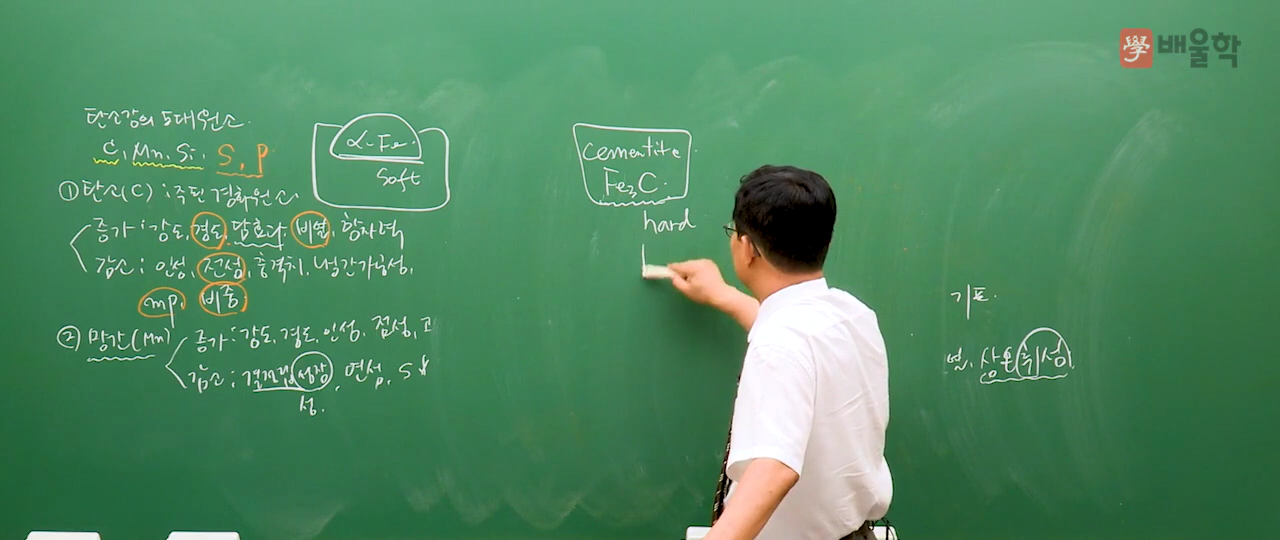 學 배울학
탄소강의 5대원소
C, Mn, Si, S, P
α-Fe
Soft
① 탄소(C) : 주된 경화원소
증가 : 강도, 경도, 담효과, 비열, 항자력
감소 : 인성, 전성, 충격치, 냉간가공성,
mp, 비중
② 망간(Mn)
증가 : 강도, 경도, 인성, 점성, 고
감소 : 결정립 성장, 연성, S↓
성.
cementite
Fe₃C.
hard
기포.
상온취성